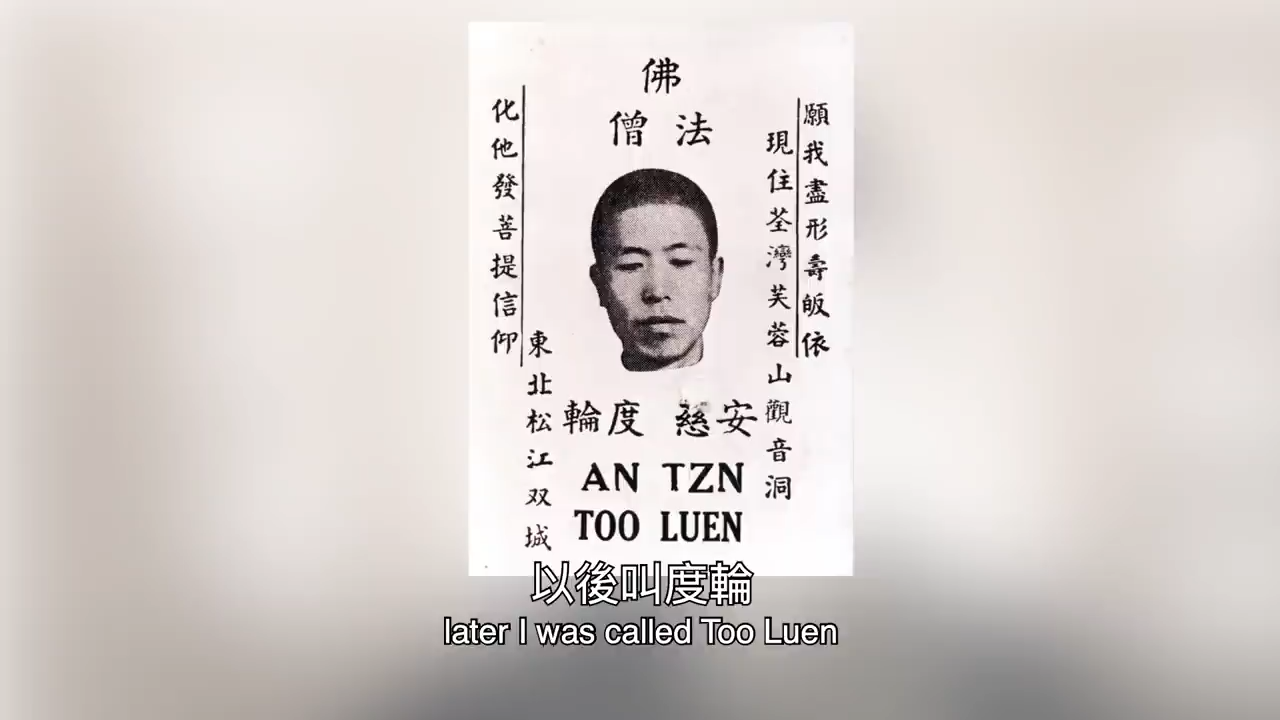 願我盡形壽皈依
現住荃灣芙蓉山觀音洞
佛
法 僧
安慈 度輪
AN TZN
TOO LUEN
東北松江双城
化他發菩提信仰
以後叫度輪
later I was called Too Luen